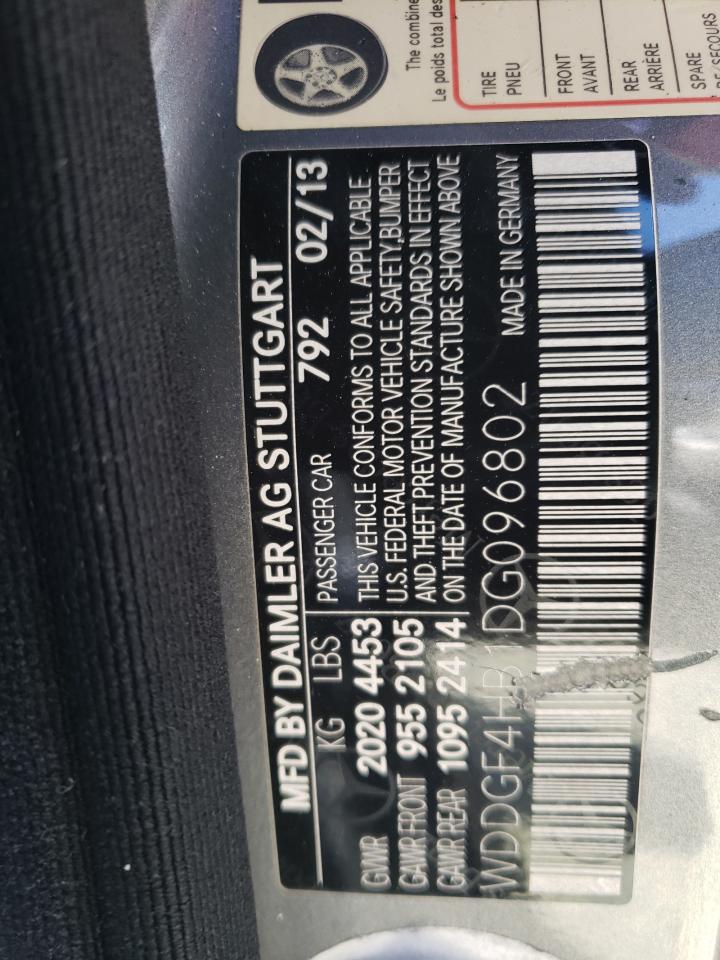 The combine
Le poids total des
TIRE
PNEU
FRONT
AVANT
REAR
ARRIÈRE
SPARE
MFD BY DAIMLER AG STUTTGART
KG LBS PASSENGER CAR 792 02/13
GVWR 2020 4453
GAWR FRONT 955 2105
GAWR REAR 1095 2414
THIS VEHICLE CONFORMS TO ALL APPLICABLE
U.S. FEDERAL MOTOR VEHICLE SAFETY,BUMPER
AND THEFT PREVENTION STANDARDS IN EFFECT
ON THE DATE OF MANUFACTURE SHOWN ABOVE
WDDGF4HB1DG096802 MADE IN GERMANY